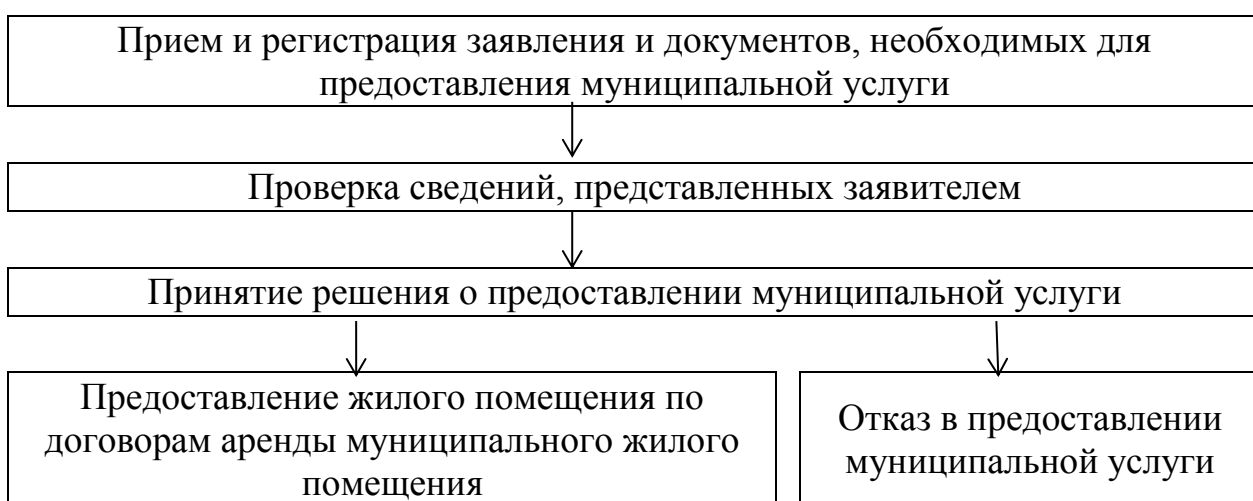 Прием и регистрация заявления и документов, необходимых для
предоставления муниципальной услуги
Проверка сведений, представленных заявителем
Принятие решения о предоставлении муниципальной услуги
Предоставление жилого помещения по
договорам аренды муниципального жилого
помещения
Отказ в предоставлении
муниципальной услуги